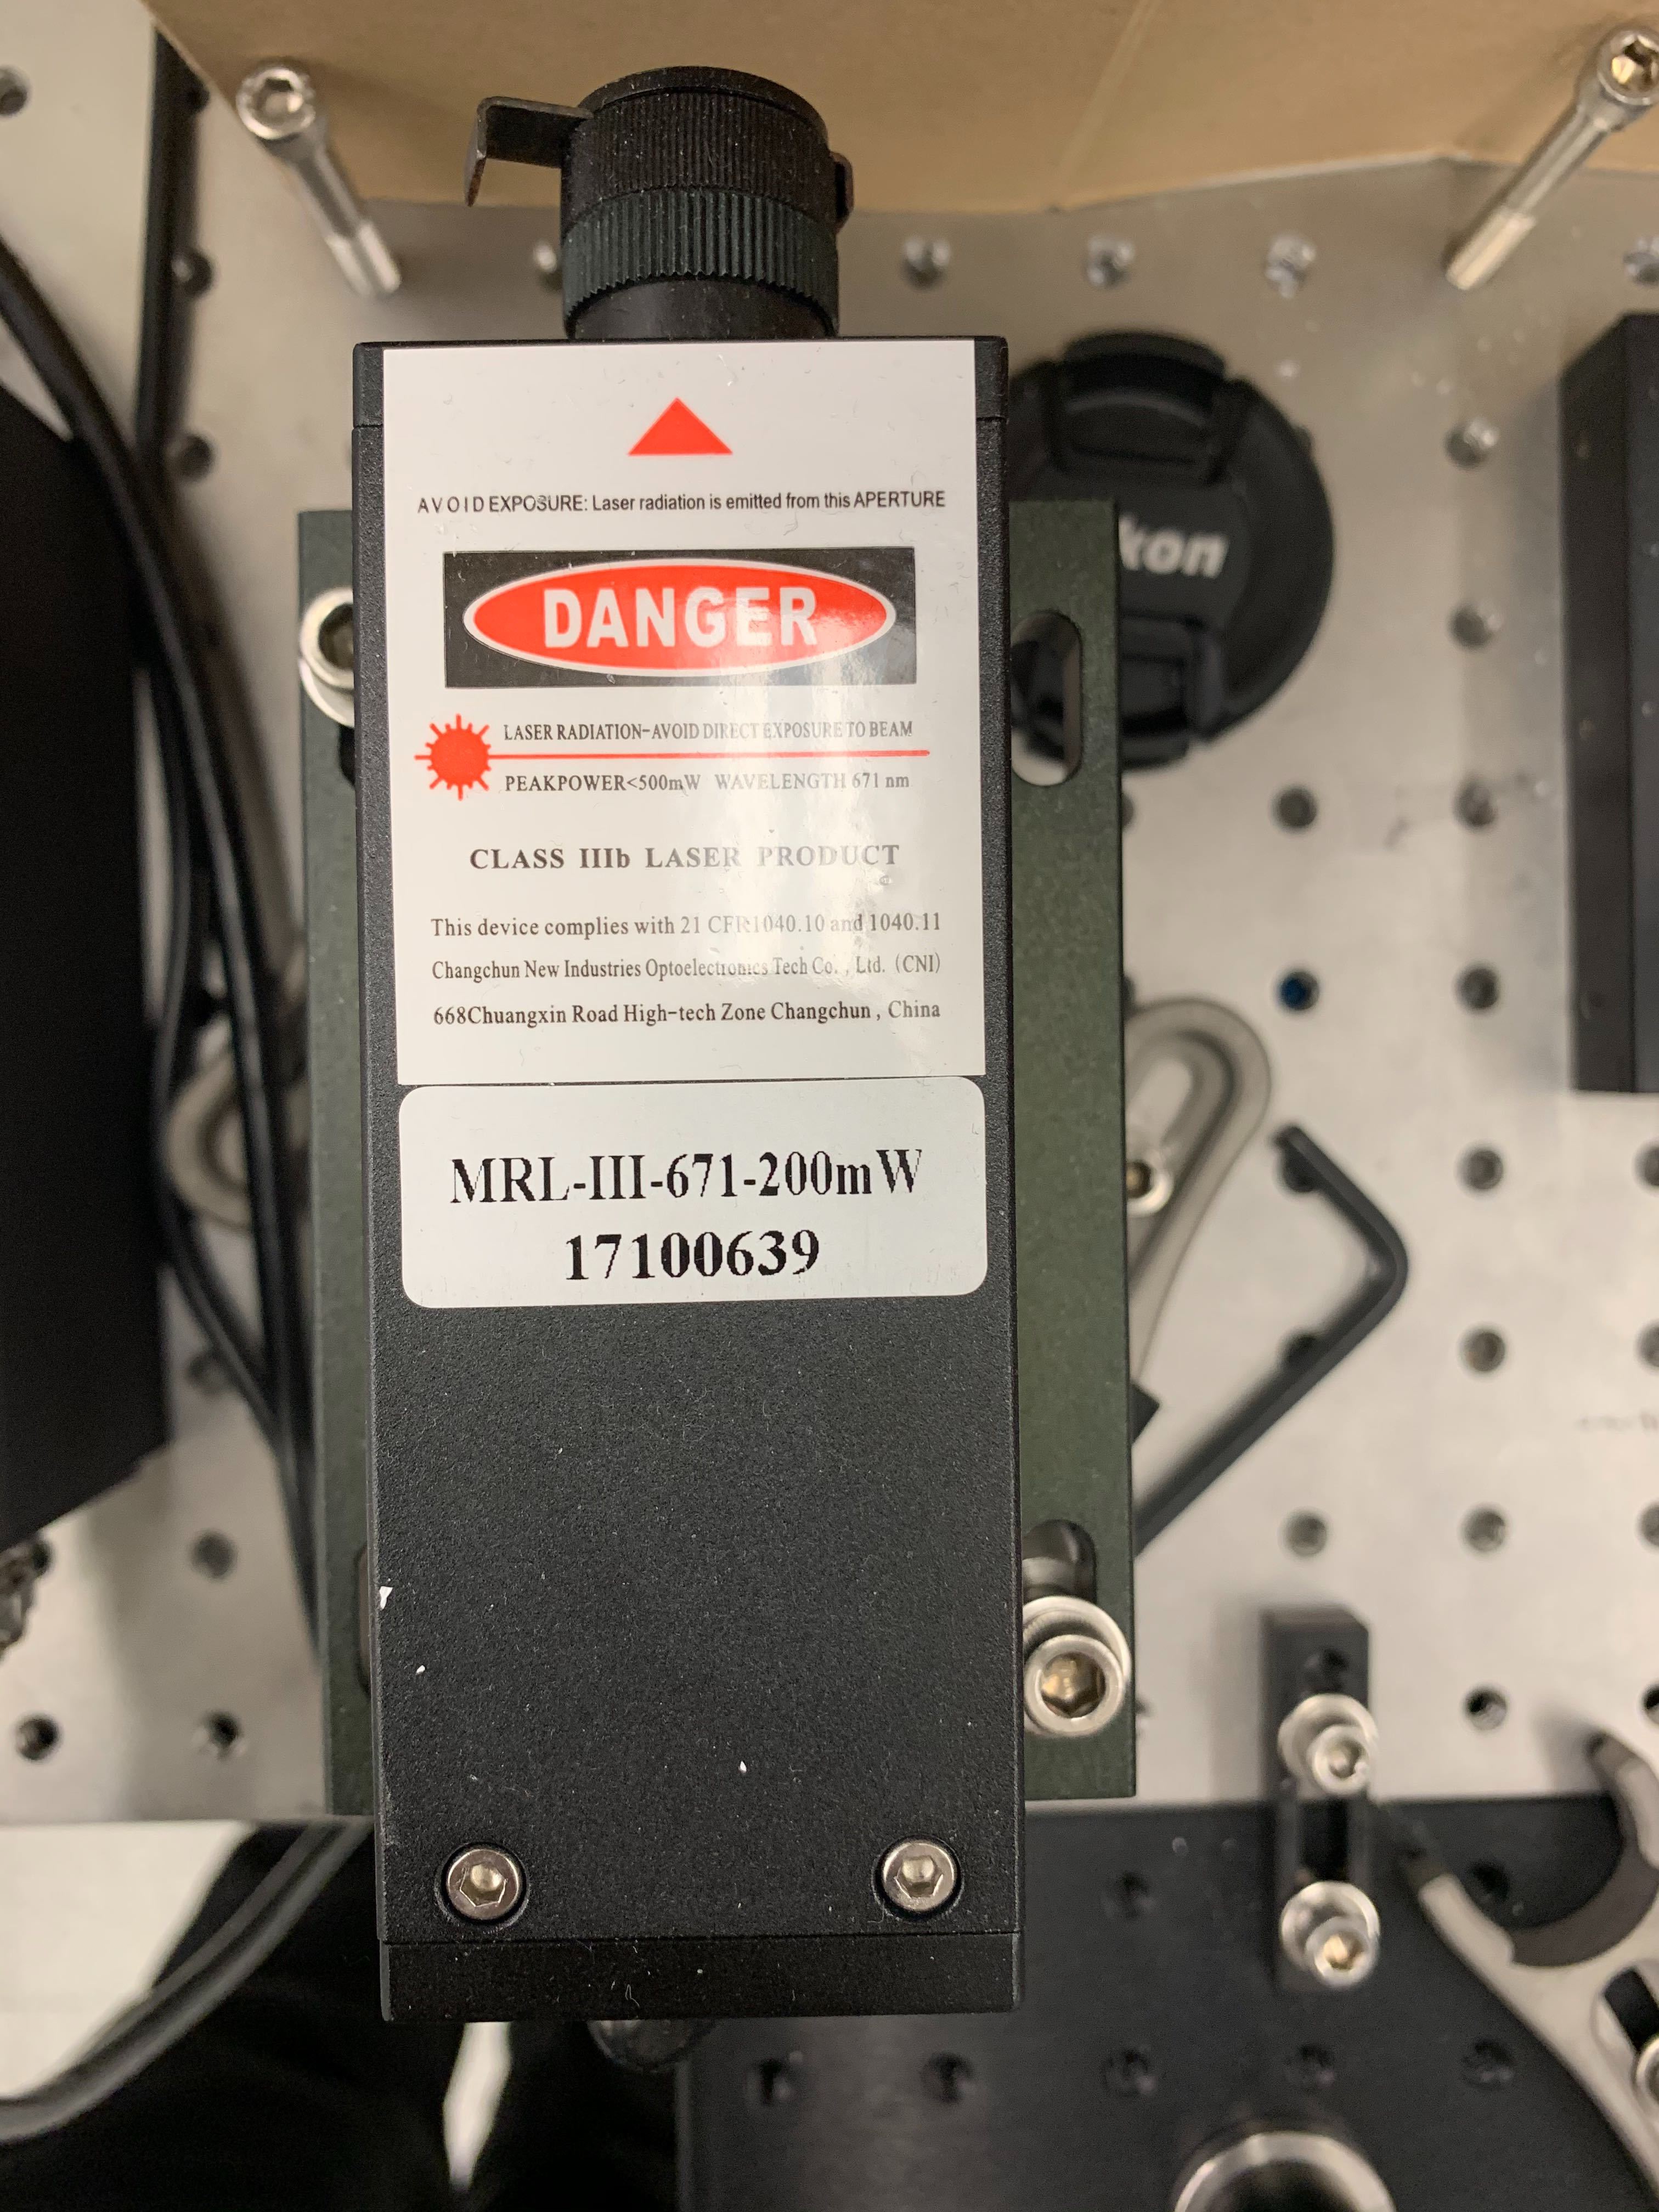 AVOID EXPOSURE: Laser radiation is emitted from this APERTURE
DANGER
LASER RADIATION-AVOID DIRECT EXPOSURE TO BEAM
PEAKPOWER<500mW WAVELENGTH 671 nm
CLASS IIIb LASER PRODUCT
This device complies with 21 CFR1040.10 and 1040.11
Changchun New Industries Optoelectronics Tech Co. , Ltd. (CNI)
668Chuangxin Road High-tech Zone Changchun , China
MRL-III-671-200mW
17100639
kon